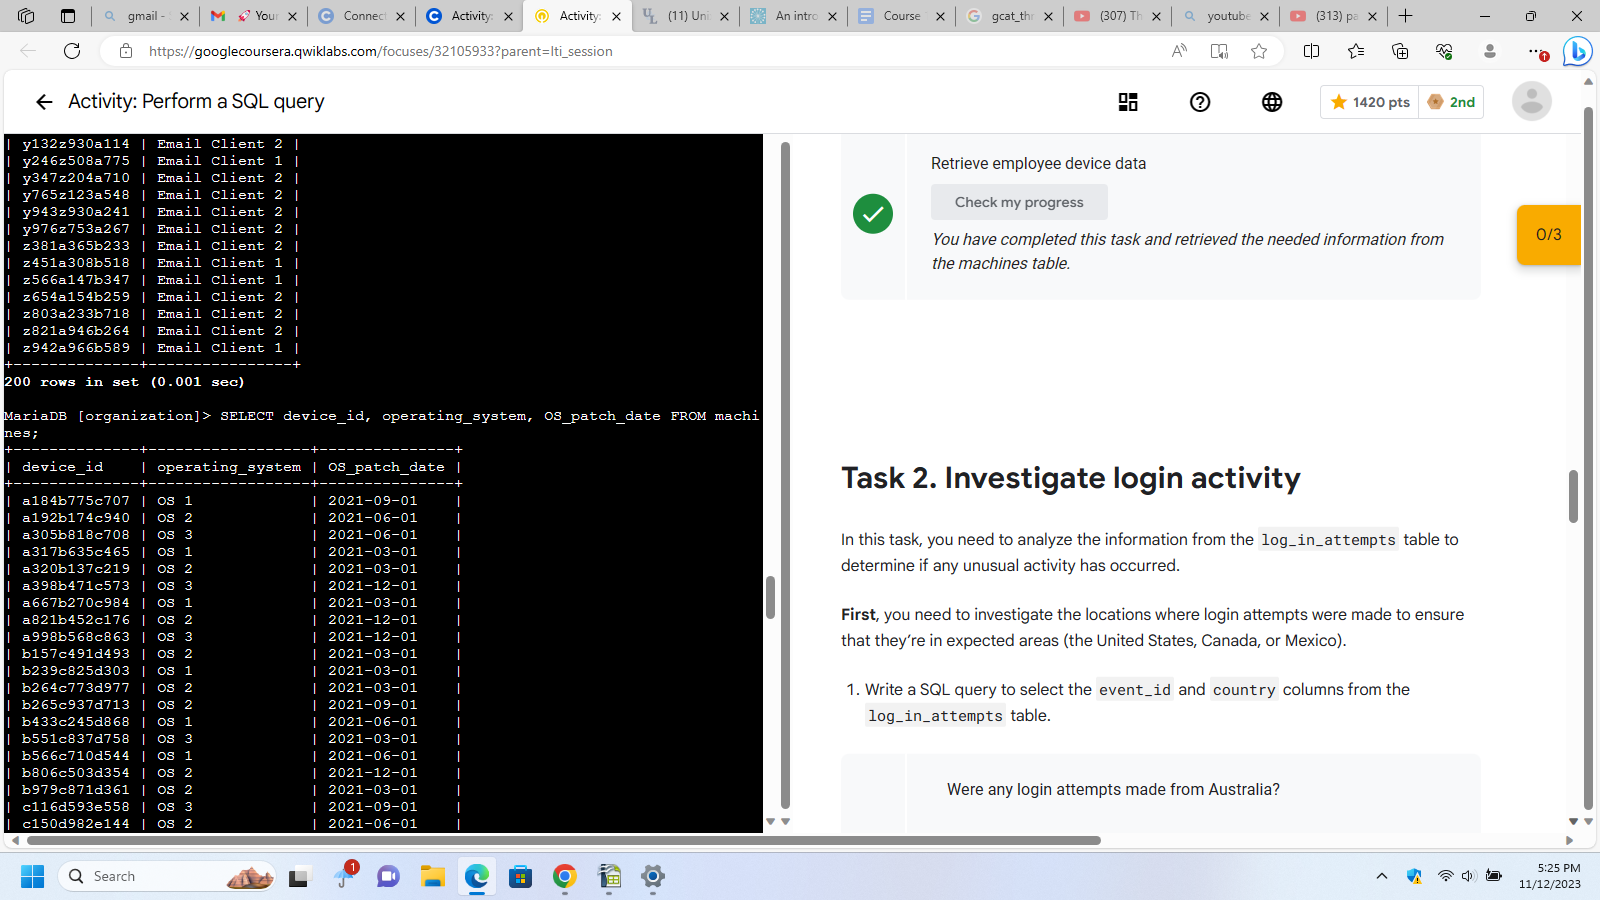 gmail -
Your
Connect
Activity:
Activity:
(11) Uni
An intro
Course
gcat_thr
(307) Th
youtube
(313) pa
https://googlecoursera.qwiklabs.com/focuses/32105933?parent=lti_session
Activity: Perform a SQL query
1420 pts
2nd
| y132z930a114 | Email Client 2 |
| y246z508a775 | Email Client 1 |
| y347z204a710 | Email Client 2 |
| y765z123a548 | Email Client 2 |
| y943z930a241 | Email Client 2 |
| y976z753a267 | Email Client 2 |
| z381a365b233 | Email Client 2 |
| z451a308b518 | Email Client 1 |
| z566a147b347 | Email Client 1 |
| z654a154b259 | Email Client 2 |
| z803a233b718 | Email Client 2 |
| z821a946b264 | Email Client 2 |
| z942a966b589 | Email Client 1 |
+--------------+----------------+
200 rows in set (0.001 sec)
MariaDB [organization]> SELECT device_id, operating_system, OS_patch_date FROM machi
nes;
+--------------+------------------+---------------+
| device_id    | operating_system | OS_patch_date |
+--------------+------------------+---------------+
| a184b775c707 | OS 1             | 2021-09-01    |
| a192b174c940 | OS 2             | 2021-06-01    |
| a305b818c708 | OS 3             | 2021-06-01    |
| a317b635c465 | OS 1             | 2021-03-01    |
| a320b137c219 | OS 2             | 2021-03-01    |
| a398b471c573 | OS 3             | 2021-12-01    |
| a667b270c984 | OS 1             | 2021-03-01    |
| a821b452c176 | OS 2             | 2021-12-01    |
| a998b568c863 | OS 3             | 2021-12-01    |
| b157c491d493 | OS 2             | 2021-03-01    |
| b239c825d303 | OS 1             | 2021-03-01    |
| b264c773d977 | OS 2             | 2021-03-01    |
| b265c937d713 | OS 2             | 2021-09-01    |
| b433c245d868 | OS 1             | 2021-06-01    |
| b551c837d758 | OS 3             | 2021-03-01    |
| b566c710d544 | OS 1             | 2021-06-01    |
| b806c503d354 | OS 2             | 2021-12-01    |
| b979c871d361 | OS 2             | 2021-03-01    |
| c116d593e558 | OS 3             | 2021-09-01    |
| c150d982e144 | OS 2             | 2021-06-01    |
Retrieve employee device data
Check my progress
You have completed this task and retrieved the needed information from
the machines table.
0/3
Task 2. Investigate login activity
In this task, you need to analyze the information from the log_in_attempts table to
determine if any unusual activity has occurred.
First, you need to investigate the locations where login attempts were made to ensure
that they’re in expected areas (the United States, Canada, or Mexico).
1. Write a SQL query to select the event_id and country columns from the
log_in_attempts table.
Were any login attempts made from Australia?
Search
1
5:25 PM
11/12/2023